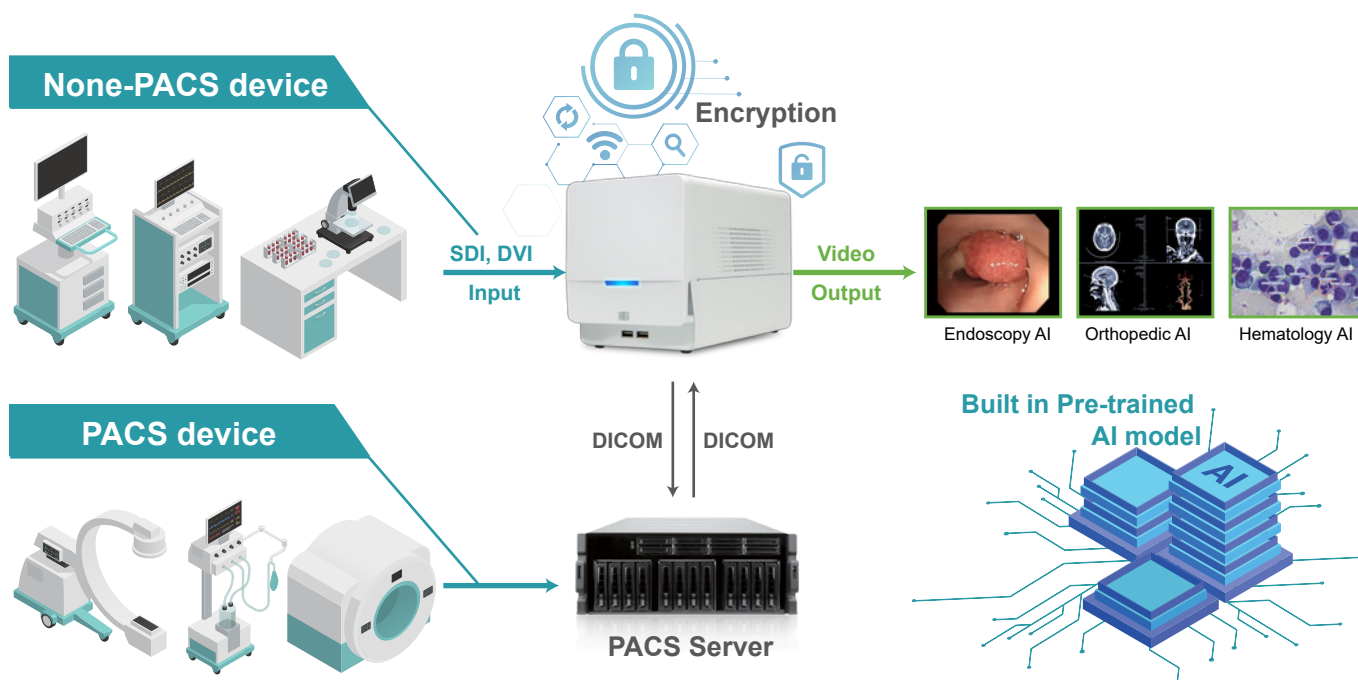 None-PACS device
Encryption
SDI, DVI
Input
Video
Output
Endoscopy AI
Orthopedic AI
Hematology AI
PACS device
DICOM
DICOM
Built in Pre-trained
AI model
AI
PACS Server